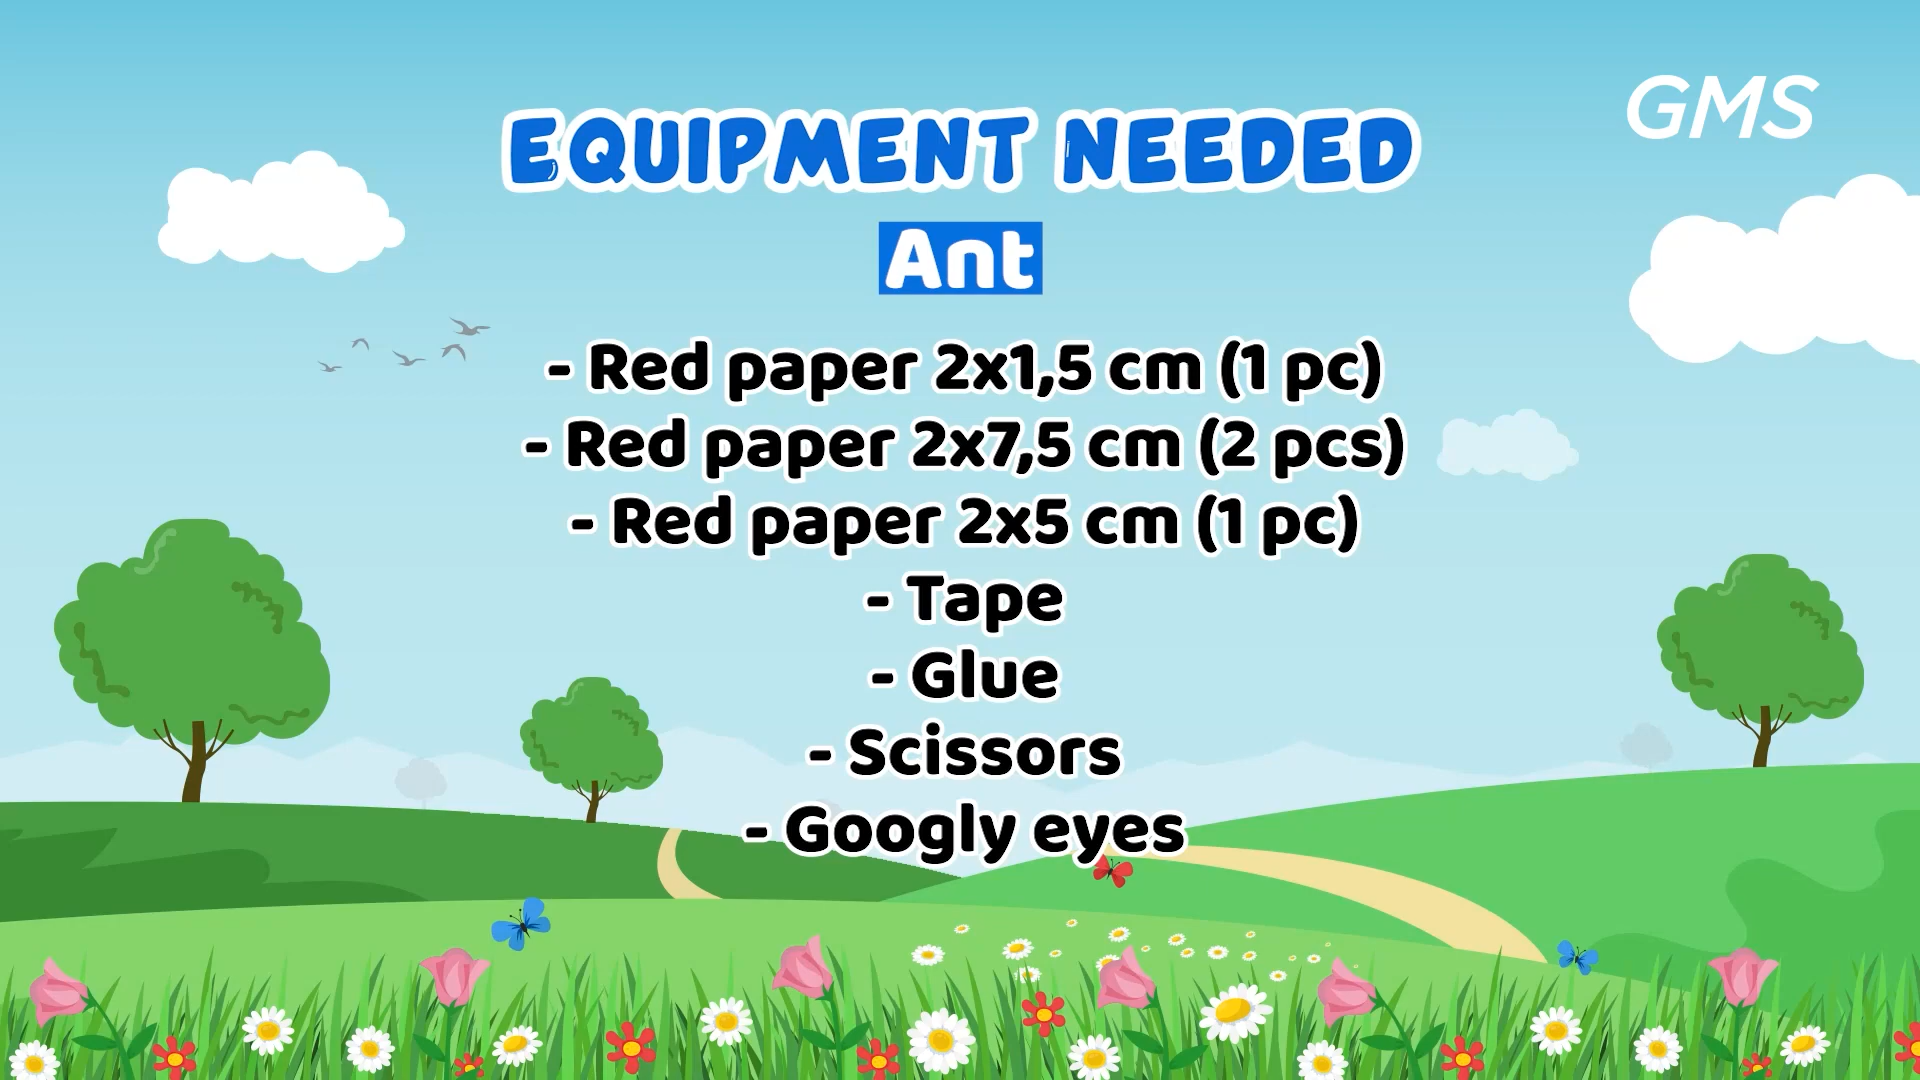 GMS
EQUIPMENT NEEDED
Ant
- Red paper 2x1,5 cm (1 pc)
- Red paper 2x7,5 cm (2 pcs)
- Red paper 2x5 cm (1 pc)
- Tape
- Glue
- Scissors
- Googly eyes